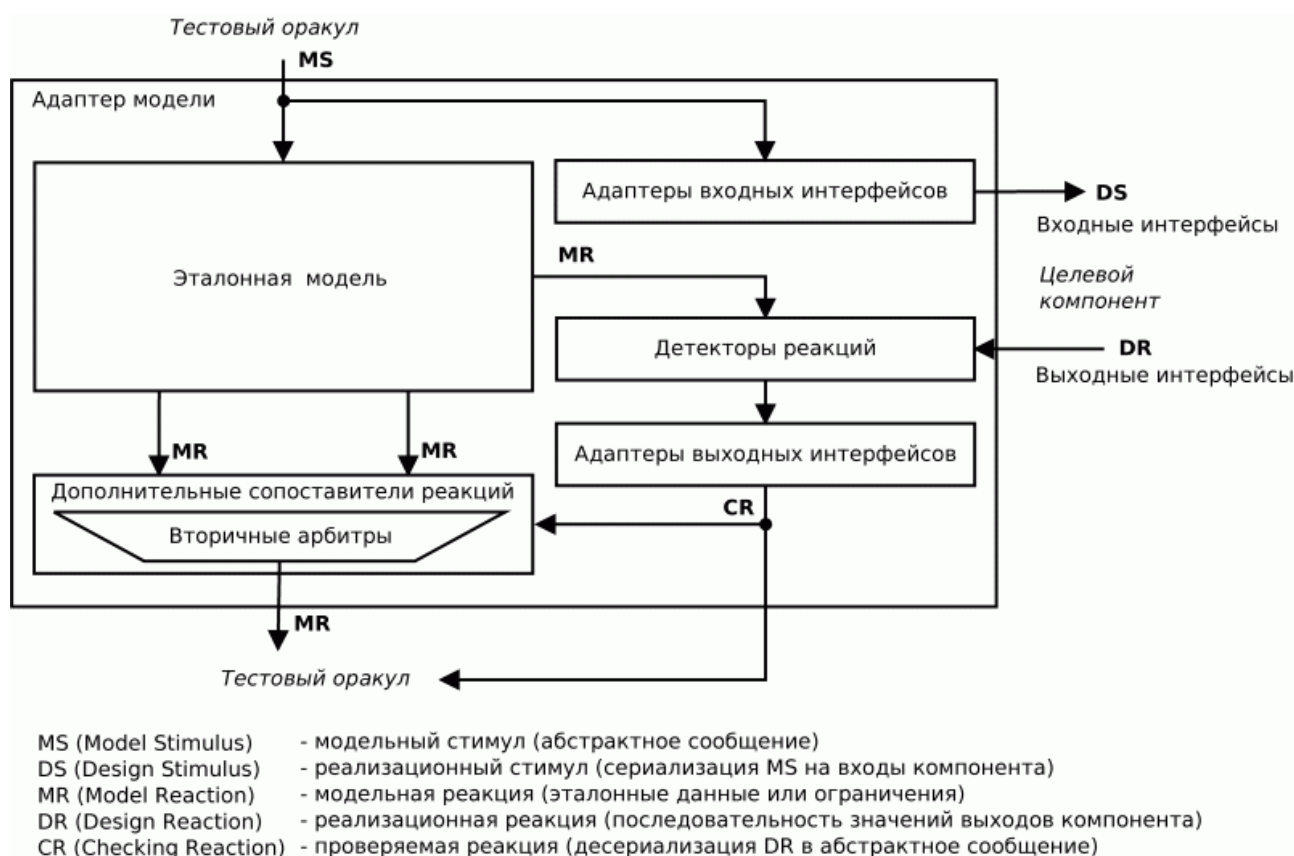 Тестовый оракул
MS
Адаптер модели
Адаптеры входных интерфейсов
DS
Входные интерфейсы
MR
Эталонная модель
Целевой
компонент
Детекторы реакций
DR
Выходные интерфейсы
MR
MR
Адаптеры выходных интерфейсов
Дополнительные сопоставители реакций
CR
Вторичные арбитры
MR
Тестовый оракул
MS (Model Stimulus) - модельный стимул (абстрактное сообщение)
DS (Design Stimulus) - реализационный стимул (сериализация MS на входы компонента)
MR (Model Reaction) - модельная реакция (эталонные данные или ограничения)
DR (Design Reaction) - реализационная реакция (последовательность значений выходов компонента)
CR (Checking Reaction) - проверяемая реакция (десериализация DR в абстрактное сообщение)